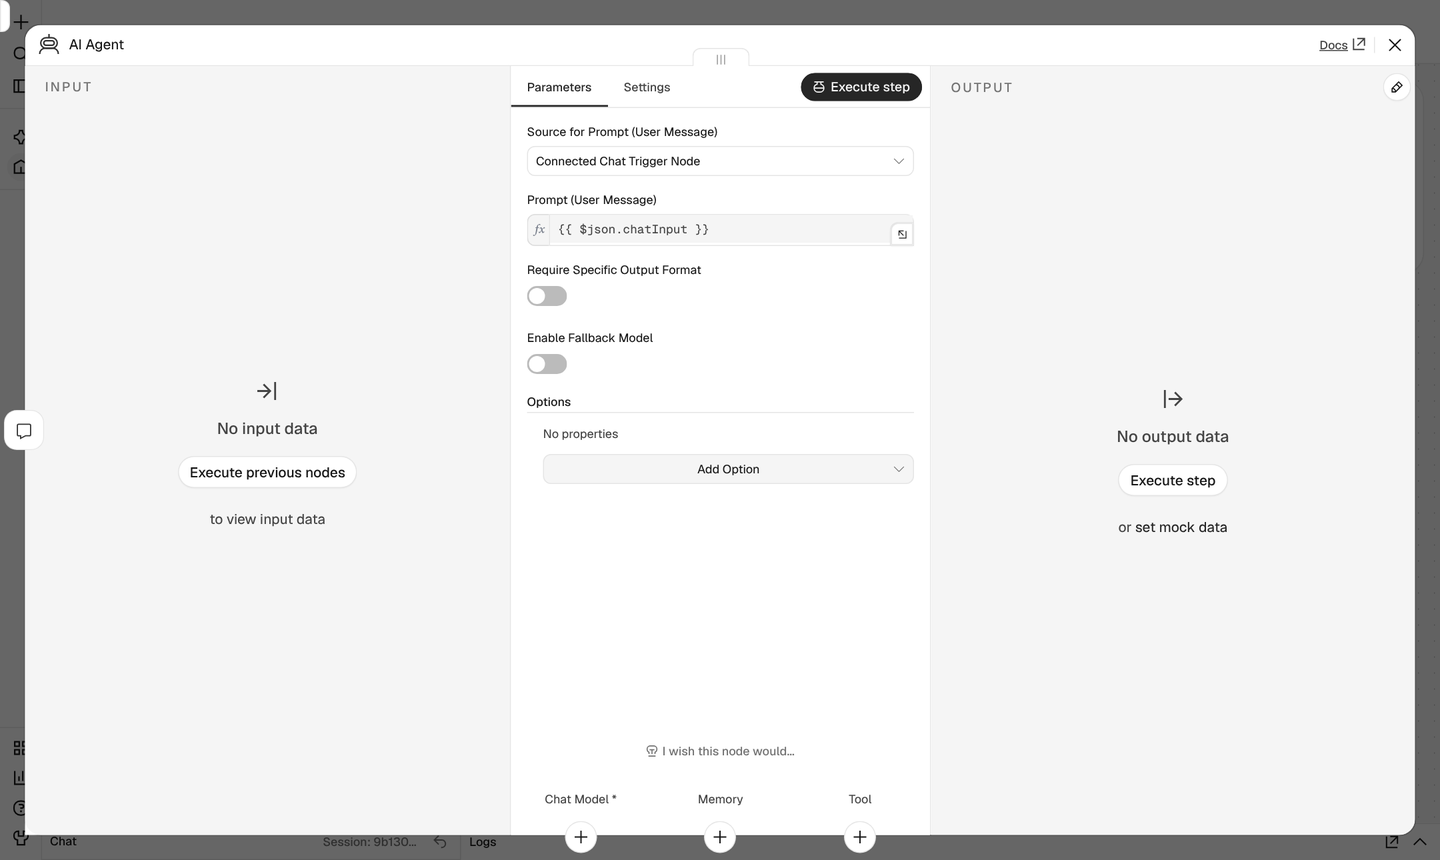 AI Agent
Docs
INPUT
Parameters
Settings
Execute step
OUTPUT
Source for Prompt (User Message)
Connected Chat Trigger Node
Prompt (User Message)
fx {{ $json.chatInput }}
Require Specific Output Format
Enable Fallback Model
Options
No properties
Add Option
No input data
Execute previous nodes
to view input data
No output data
Execute step
or set mock data
I wish this node would...
Chat Model *
Memory
Tool
Chat
Session: 9b130...
Logs